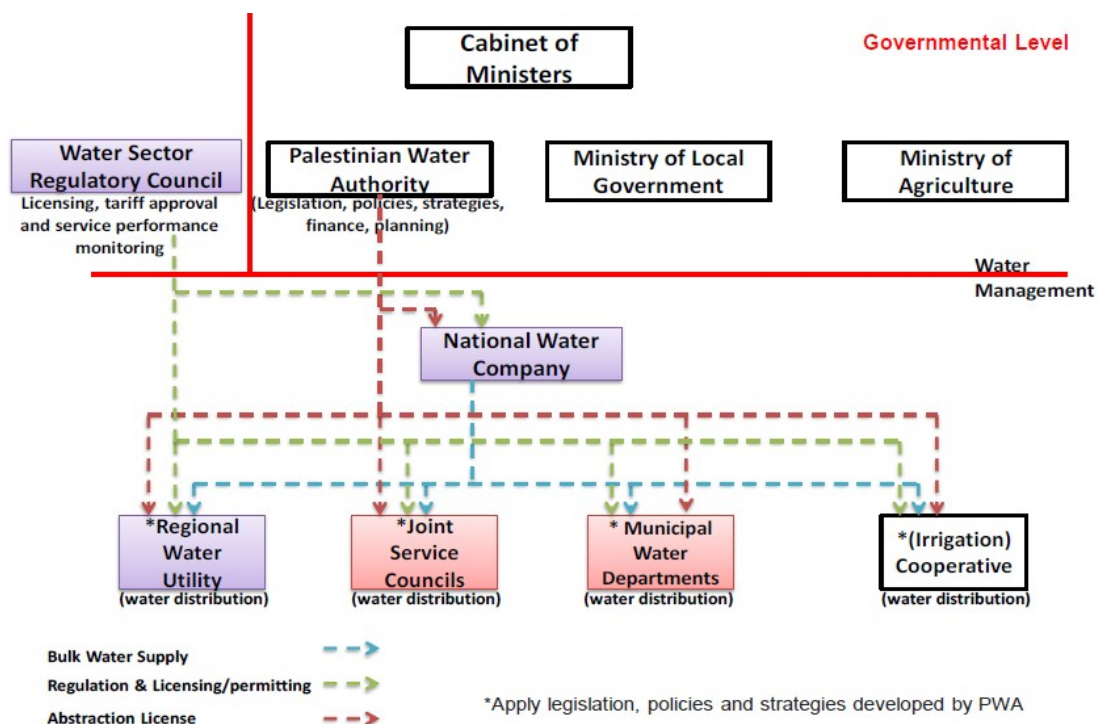 Governmental Level
Cabinet of
Ministers
Water Sector
Regulatory Council
Licensing, tariff approval
and service performance
monitoring
Palestinian Water
Authority
(Legislation, policies, strategies,
finance, planning)
Ministry of Local
Government
Ministry of
Agriculture
Water
Management
National Water
Company
*Regional
Water
Utility
(water distribution)
*Joint
Service
Councils
(water distribution)
* Municipal
Water
Departments
(water distribution)
*(Irrigation)
Cooperative
(water distribution)
Bulk Water Supply
Regulation & Licensing/permitting
Abstraction License
*Apply legislation, policies and strategies developed by PWA